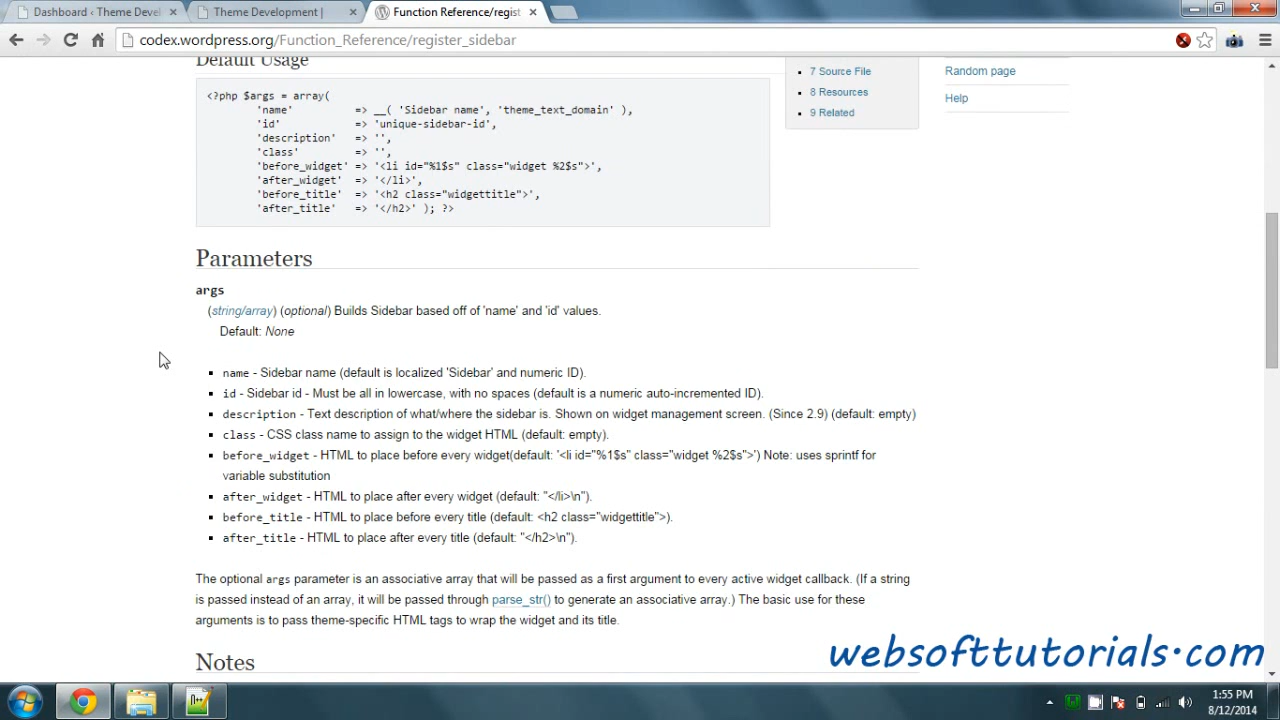 Dashboard ‹ Theme Devel
Theme Development |
Function Reference/regist
codex.wordpress.org/Function_Reference/register_sidebar
Default Usage
<?php $args = array(
'name' => __( 'Sidebar name', 'theme_text_domain' ),
'id' => 'unique-sidebar-id',
'description' => '',
'class' => '',
'before_widget' => '<li id="%1$s" class="widget %2$s">',
'after_widget' => '</li>',
'before_title' => '<h2 class="widgettitle">',
'after_title' => '</h2>' ); ?>
7 Source File
8 Resources
9 Related
Random page
Help
Parameters
args
(string/array) (optional) Builds Sidebar based off of 'name' and 'id' values.
Default: None
name - Sidebar name (default is localized 'Sidebar' and numeric ID).
id - Sidebar id - Must be all in lowercase, with no spaces (default is a numeric auto-incremented ID).
description - Text description of what/where the sidebar is. Shown on widget management screen. (Since 2.9) (default: empty)
class - CSS class name to assign to the widget HTML (default: empty).
before_widget - HTML to place before every widget(default: '<li id="%1$s" class="widget %2$s">') Note: uses sprintf for
variable substitution
after_widget - HTML to place after every widget (default: "</li>\n").
before_title - HTML to place before every title (default: <h2 class="widgettitle">).
after_title - HTML to place after every title (default: "</h2>\n").
The optional args parameter is an associative array that will be passed as a first argument to every active widget callback. (If a string
is passed instead of an array, it will be passed through parse_str() to generate an associative array.) The basic use for these
arguments is to pass theme-specific HTML tags to wrap the widget and its title.
Notes
websofttutorials.com
1:55 PM
8/12/2014